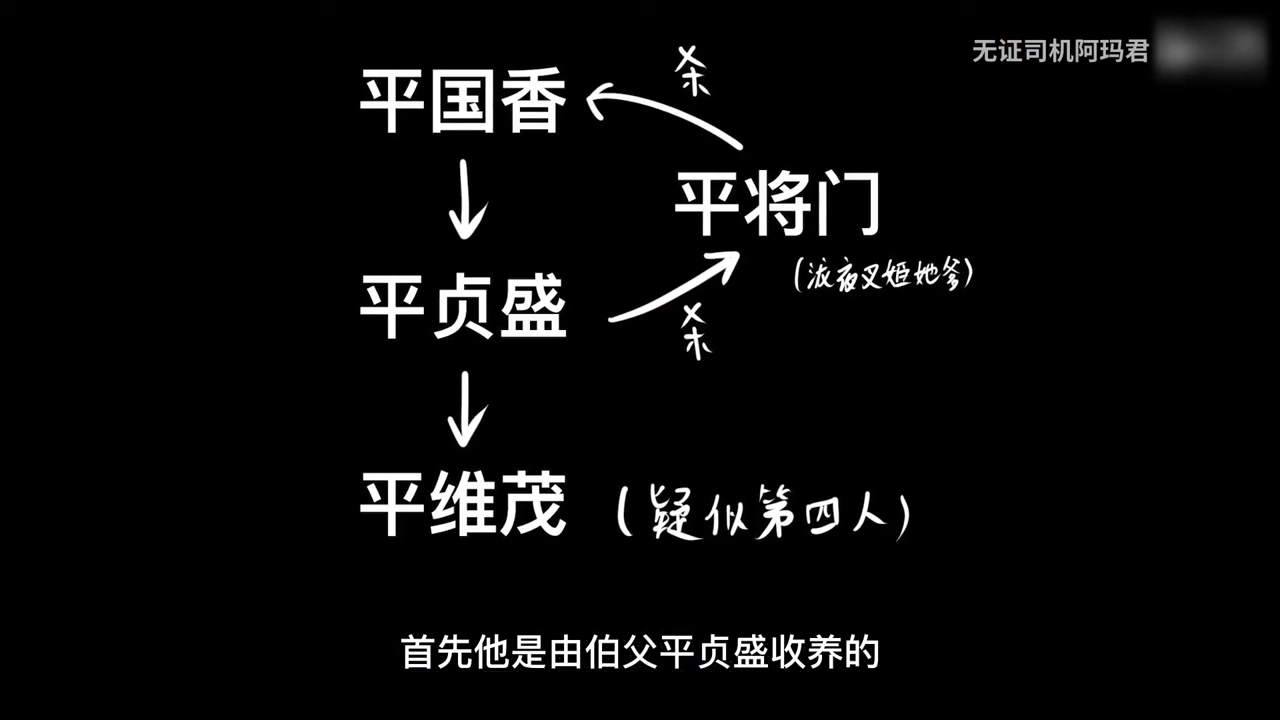 无证司机阿玛君
杀
平国香
平将门
(泷夜叉姬她爹)
平贞盛
杀
平维茂
(疑似第四人)
首先他是由伯父平贞盛收养的